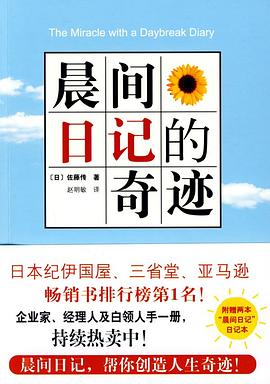 The Miracle with a Daybreak Diary
晨间
日记的
奇迹
〔日〕佐藤传 著
赵明敏 译
日本纪伊国屋、三省堂、亚马逊
畅销书排行榜第1名！
企业家、经理人及白领人手一册，
持续热卖中！
附赠两本
“晨间日记”
日记本
晨间日记，帮你创造人生奇迹！